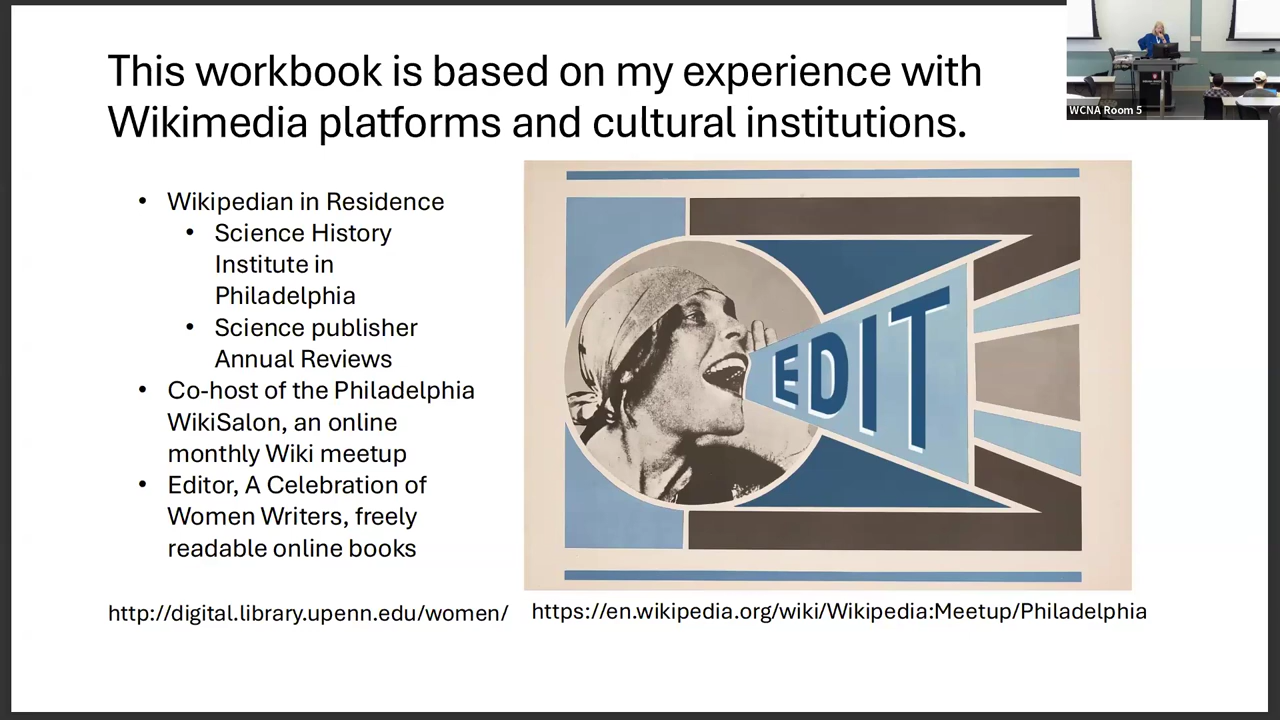 This workbook is based on my experience with
Wikimedia platforms and cultural institutions.
WCNA Room 5
• Wikipedian in Residence
• Science History
Institute in
Philadelphia
• Science publisher
Annual Reviews
• Co-host of the Philadelphia
WikiSalon, an online
monthly Wiki meetup
• Editor, A Celebration of
Women Writers, freely
readable online books
EDIT
http://digital.library.upenn.edu/women/
https://en.wikipedia.org/wiki/Wikipedia:Meetup/Philadelphia